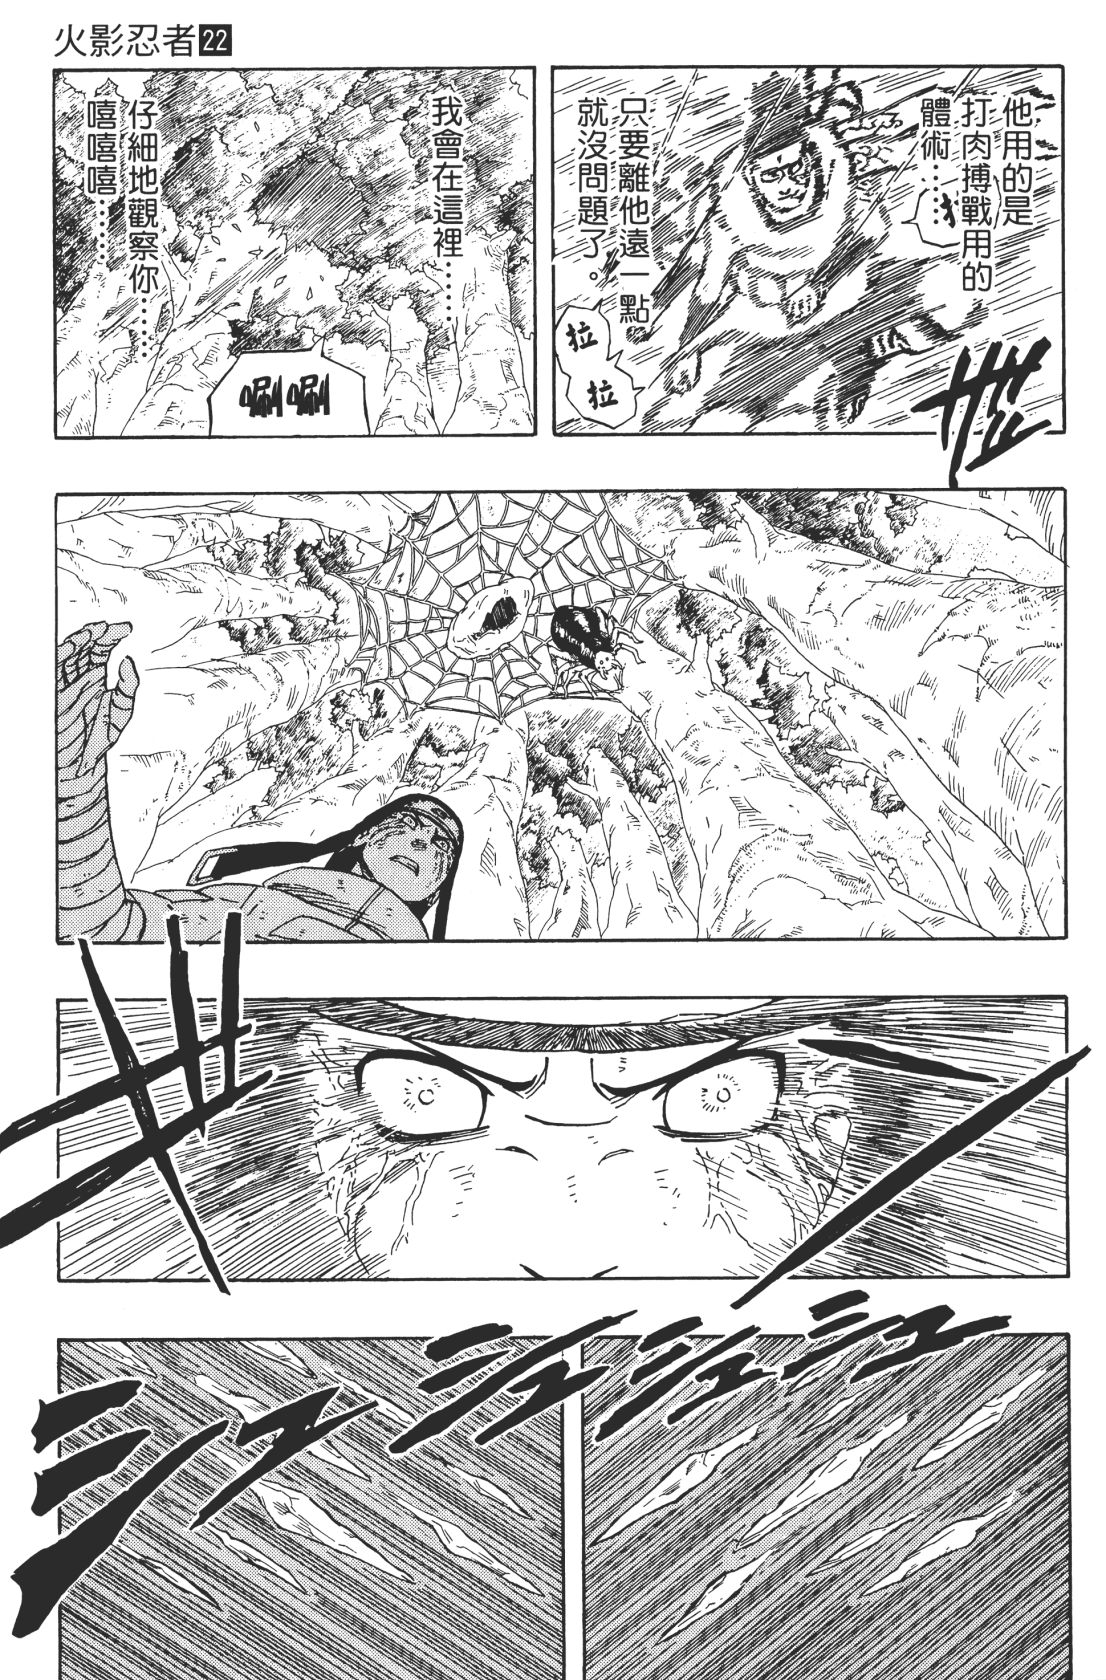 火影忍者22
他用的是
打肉搏戰用的
體術……
只要離他遠一點
就沒問題了。
拉
拉
ザッ
我會在這裡……
仔細地觀察你……
嘻嘻嘻……
唰唰
シュ
シュ
シュ
シュ